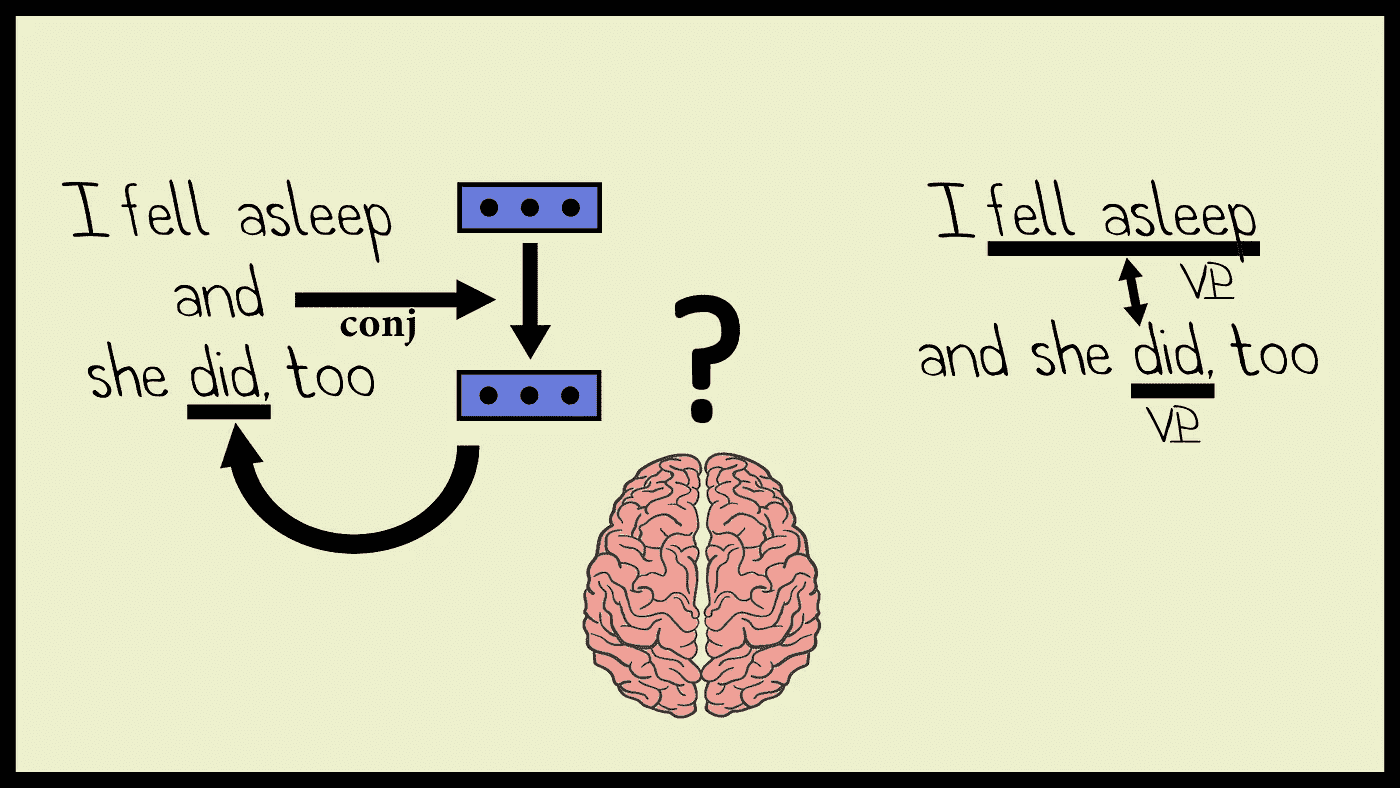 I fell asleep
and
conj
she did, too
?
I fell asleep
VP
and she did, too
VP